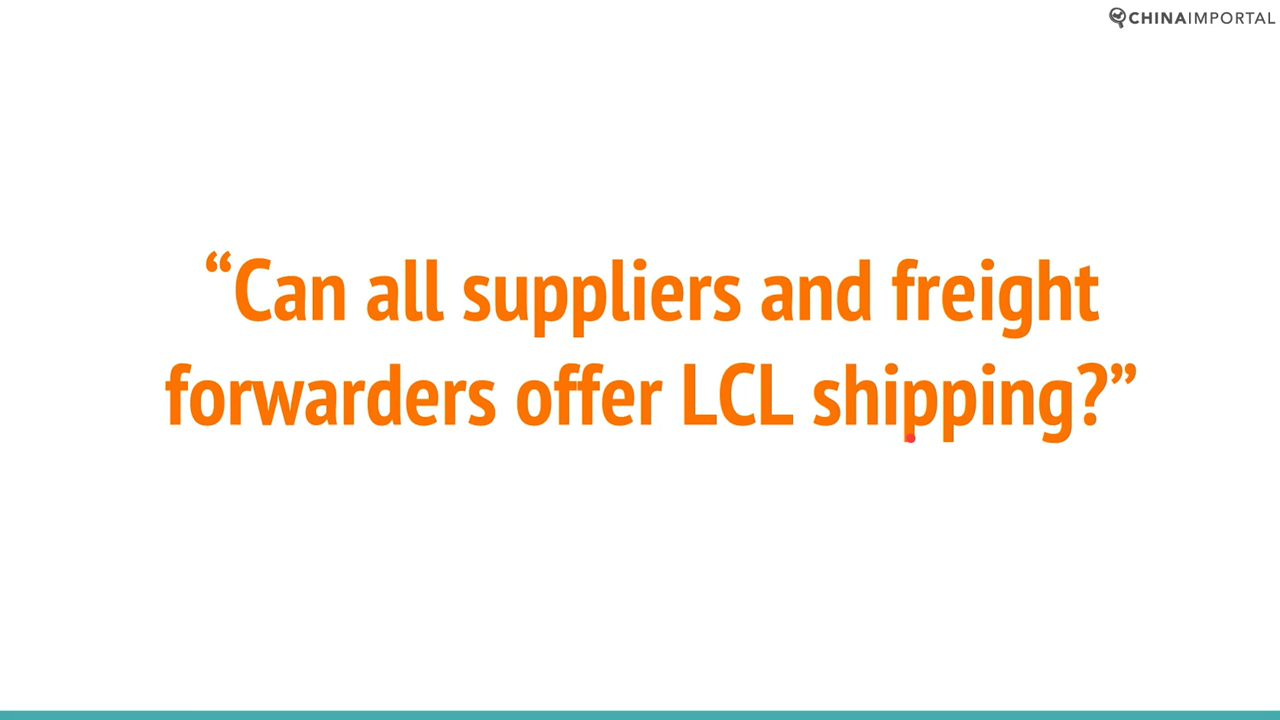 CHINAIMPORTAL
“Can all suppliers and freight
forwarders offer LCL shipping?”